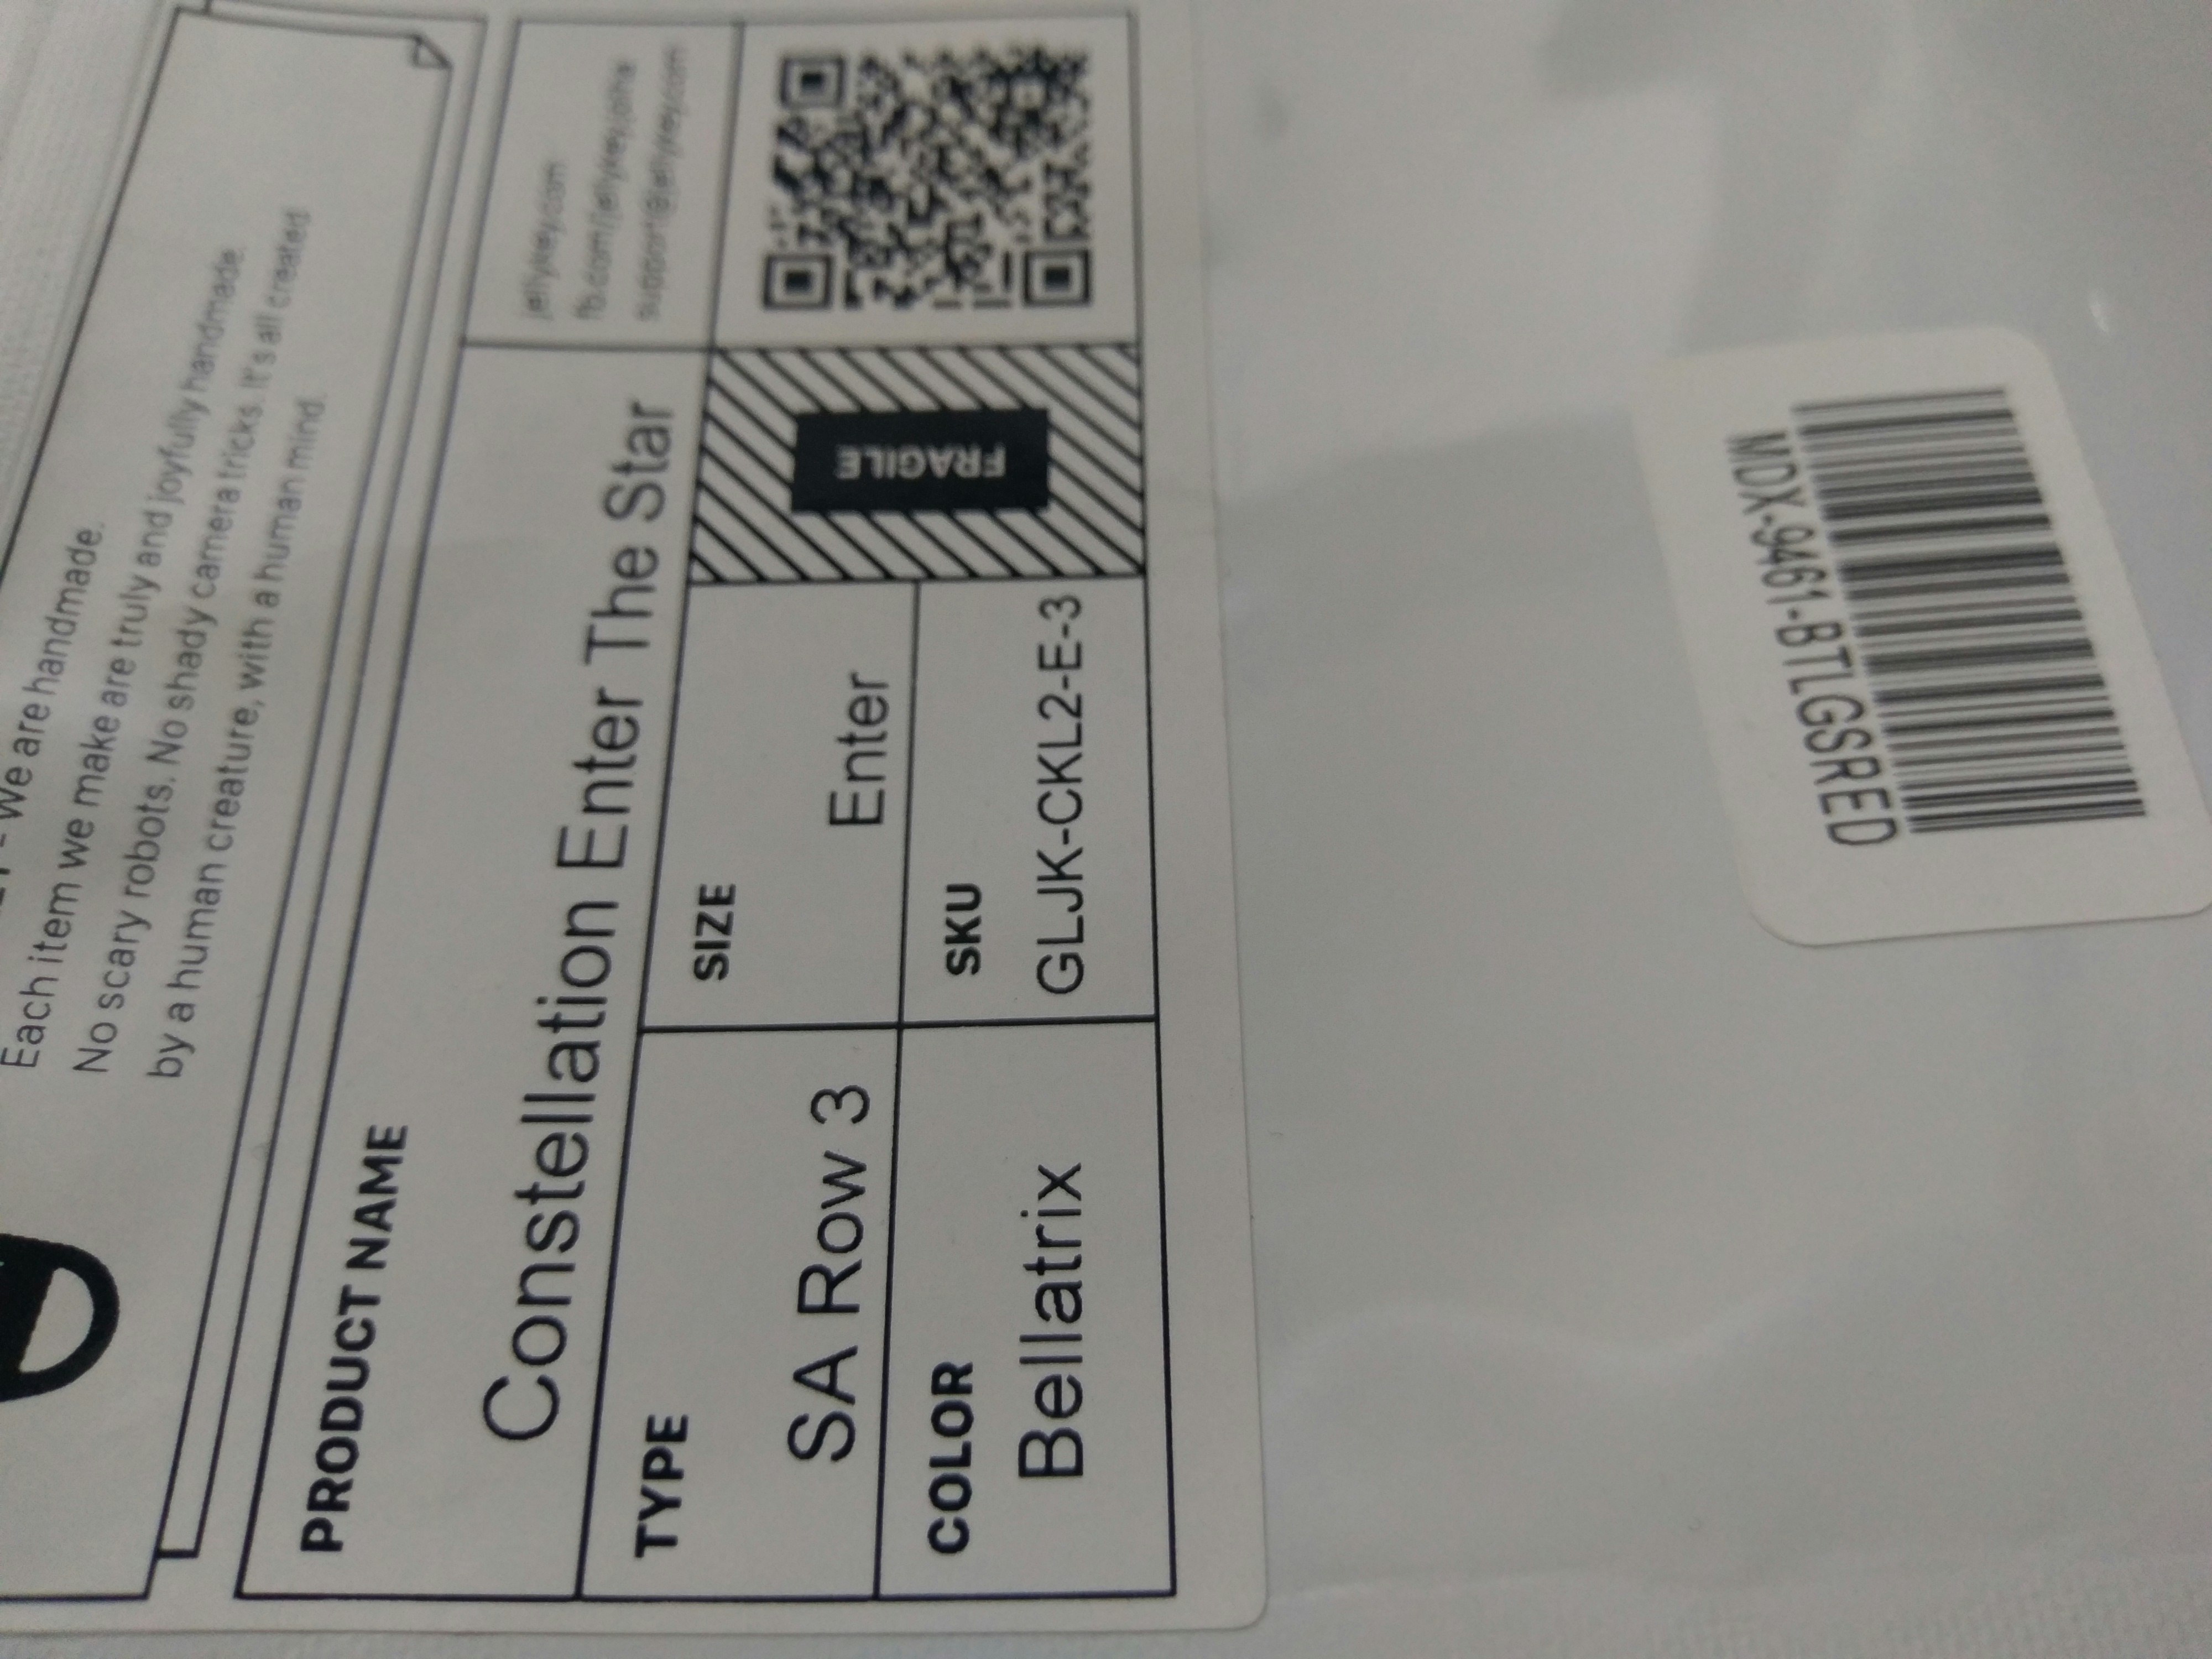 We are handmade.
Each item we make are truly and joyfully handmade.
No scary robots. No shady camera tricks. It's all created
by a human creature, with a human mind.
PRODUCT NAME
Constellation Enter The Star
jellykey.com
support@jellykey.com
TYPE
SA Row 3
SIZE
Enter
COLOR
Bellatrix
SKU
GLJK-CKL2-E-3
FRAGILE
MDX-9461-BTLGSRED